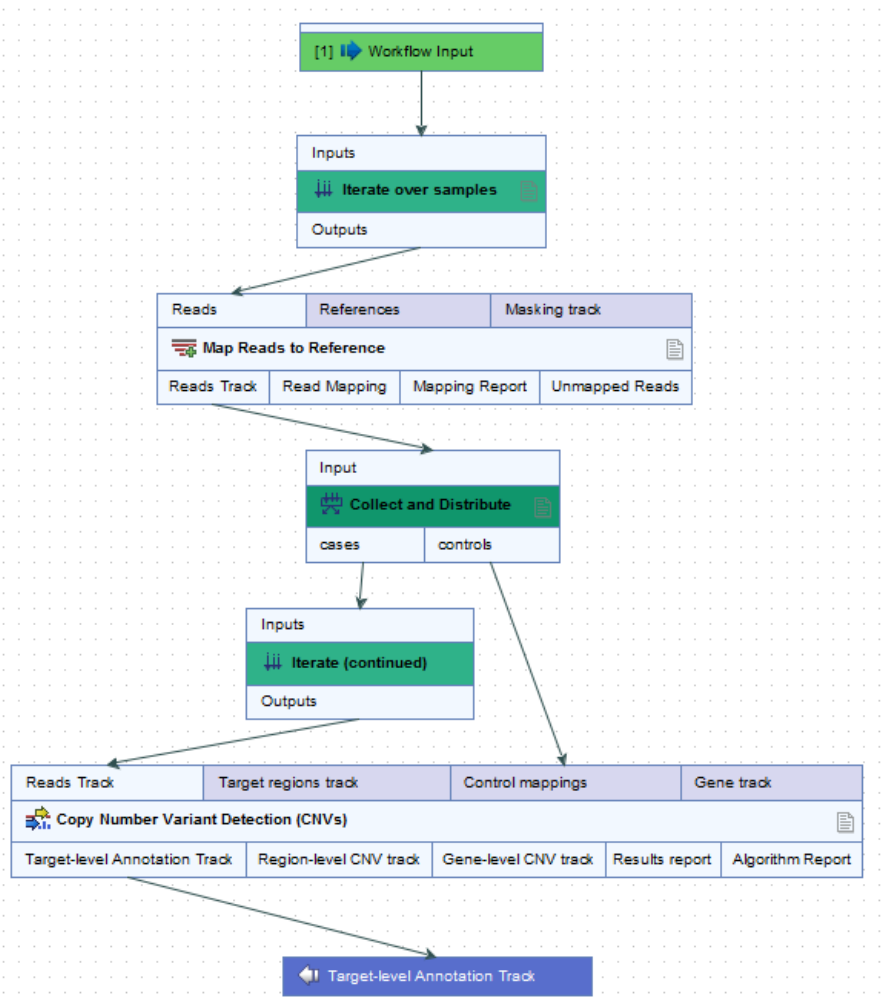 [1] Workflow Input
Inputs
Iterate over samples
Outputs
Reads References Masking track
Map Reads to Reference
Reads Track Read Mapping Mapping Report Unmapped Reads
Input
Collect and Distribute
cases controls
Inputs
Iterate (continued)
Outputs
Reads Track Target regions track Control mappings Gene track
Copy Number Variant Detection (CNVs)
Target-level Annotation Track Region-level CNV track Gene-level CNV track Results report Algorithm Report
Target-level Annotation Track